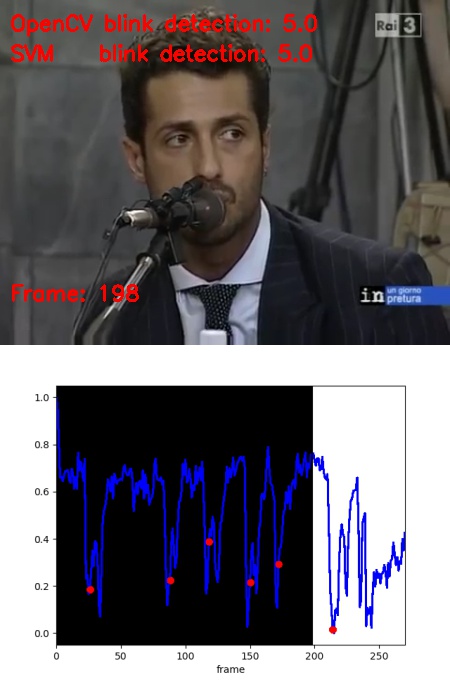 OpenCV blink detection: 5.0
SVM blink detection: 5.0
Rai 3
Frame: 198
in un giorno
pretura
1.0
0.8
0.6
0.4
0.2
0.0
0 50 100 150 200 250
frame